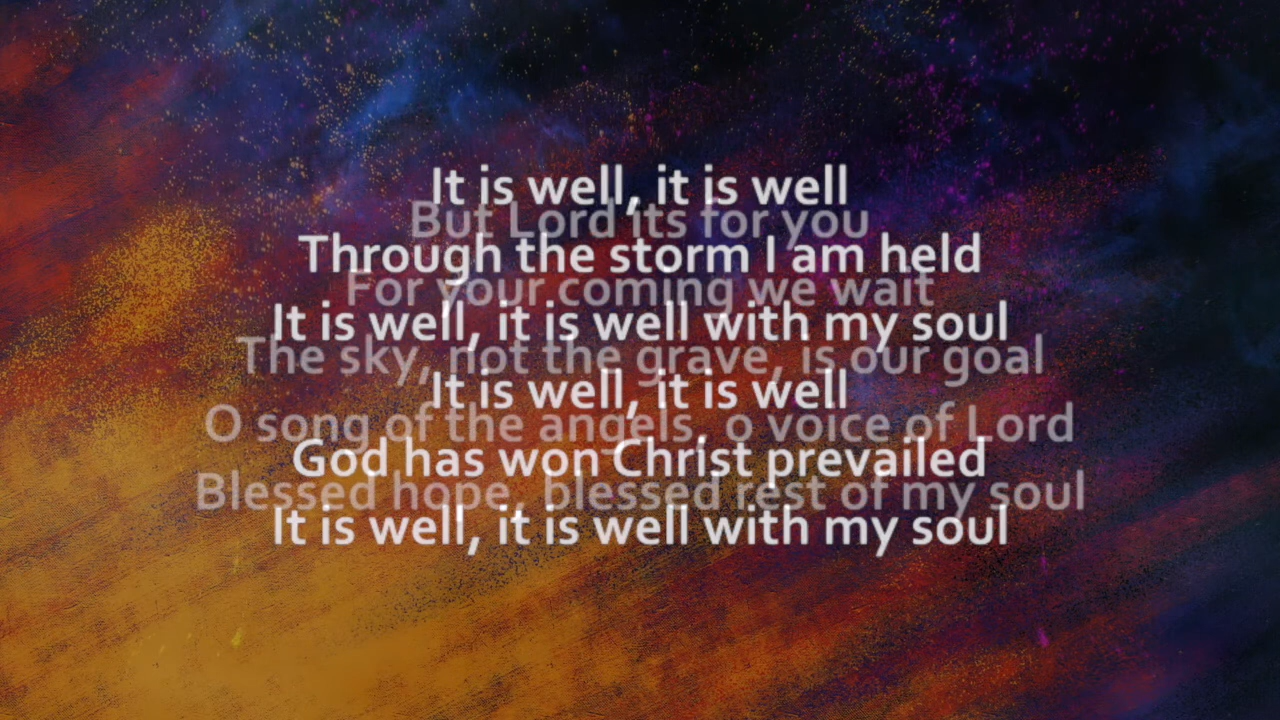 It is well, it is well
But Lord its for you
Through the storm I am held
For your coming we wait
It is well, it is well with my soul
The sky, not the grave, is our goal
It is well, it is well
O song of the angels, o voice of Lord
God has won Christ prevailed
Blessed hope, blessed rest of my soul
It is well, it is well with my soul